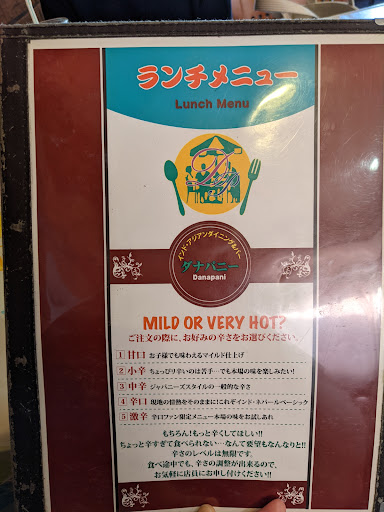 ランチメニュー
Lunch Menu
インド・アジアンダイニング&バー
ダナパニー
Danapani
MILD OR VERY HOT?
ご注文の際に、お好みの辛さをお選びください。
1 甘口 お子様でも味わえるマイルド仕上げ
2 小辛 ちょっぴり辛いのは苦手…でも本場の味を楽しみたい!
3 中辛 ジャパニーズスタイルの一般的な辛さ
4 辛口 現地の情熱をそのままにこれぞインド・ネパールベーシック
5 激辛 辛口ファン限定メニュー本場の味をお試しあれ
もちろん!もっと辛くしてほしい!!
ちょっと辛すぎて食べられない…なんて要望もなんなりと!!
辛さのレベルは無限です。
食べ途中でも、辛さの調整が出来るので、
お気軽に店員にお申し付けください!!